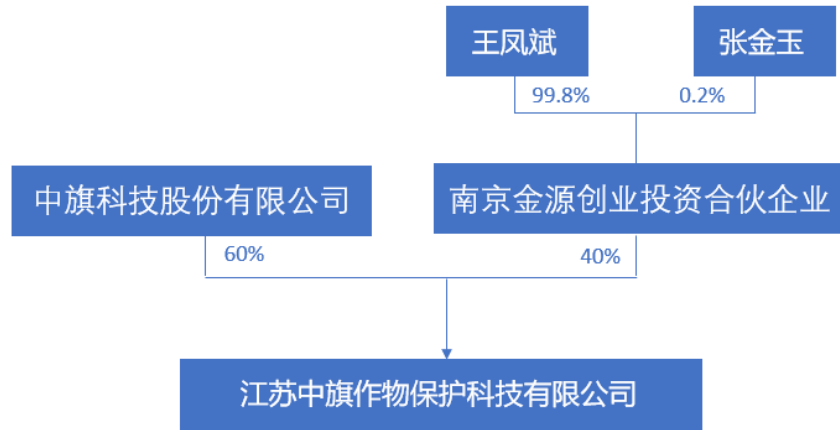 王凤斌
张金玉
99.8%
0.2%
中旗科技股份有限公司
南京金源创业投资合伙企业
60%
40%
江苏中旗作物保护科技有限公司